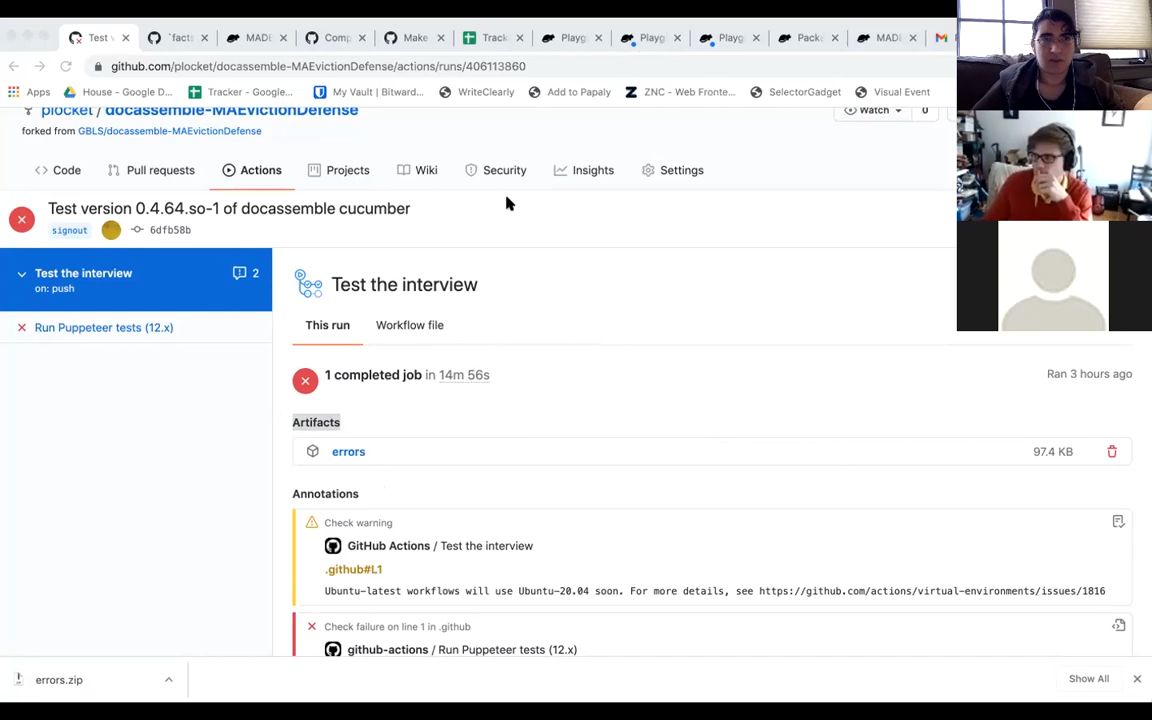 Test v
`facts
MADE
Comp
Make
Track
Playg
Playg
Playg
Packa
MADE
github.com/plocket/docassemble-MAEvictionDefense/actions/runs/406113860
Apps
House - Google D...
Tracker - Google...
My Vault | Bitward...
WriteClearly
Add to Papaly
ZNC - Web Fronte...
SelectorGadget
Visual Event
plocket / docassemble-MAEvictionDefense
Watch
0
forked from GBLS/docassemble-MAEvictionDefense
Code
Pull requests
Actions
Projects
Wiki
Security
Insights
Settings
Test version 0.4.64.so-1 of docassemble cucumber
signout
6dfb58b
Test the interview
2
on: push
Run Puppeteer tests (12.x)
Test the interview
This run
Workflow file
1 completed job in 14m 56s
Ran 3 hours ago
Artifacts
errors
97.4 KB
Annotations
Check warning
GitHub Actions / Test the interview
.github#L1
Ubuntu-latest workflows will use Ubuntu-20.04 soon. For more details, see https://github.com/actions/virtual-environments/issues/1816
Check failure on line 1 in .github
github-actions / Run Puppeteer tests (12.x)
errors.zip
Show All